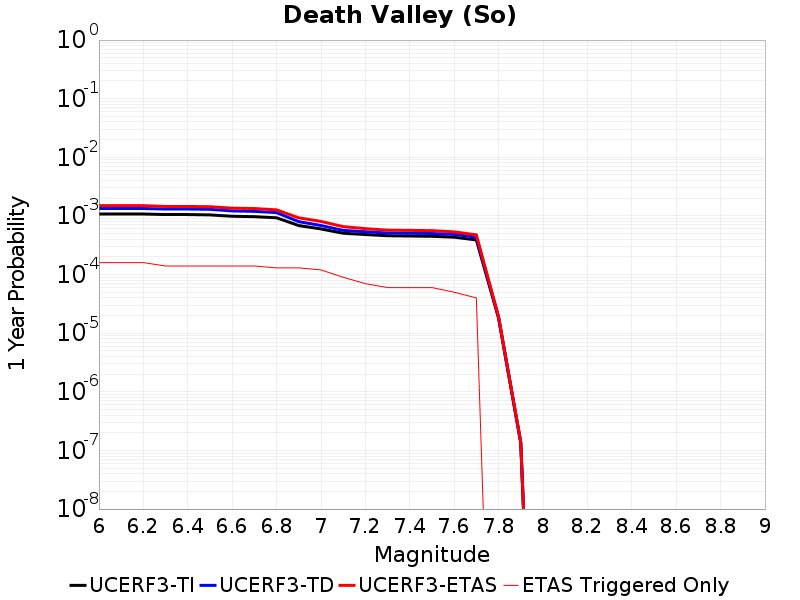 Death Valley (So)
1 Year Probability
10^0
10^-1
10^-2
10^-3
10^-4
10^-5
10^-6
10^-7
10^-8
6 6.2 6.4 6.6 6.8 7 7.2 7.4 7.6 7.8 8 8.2 8.4 8.6 8.8 9
Magnitude
UCERF3-TI UCERF3-TD UCERF3-ETAS ETAS Triggered Only